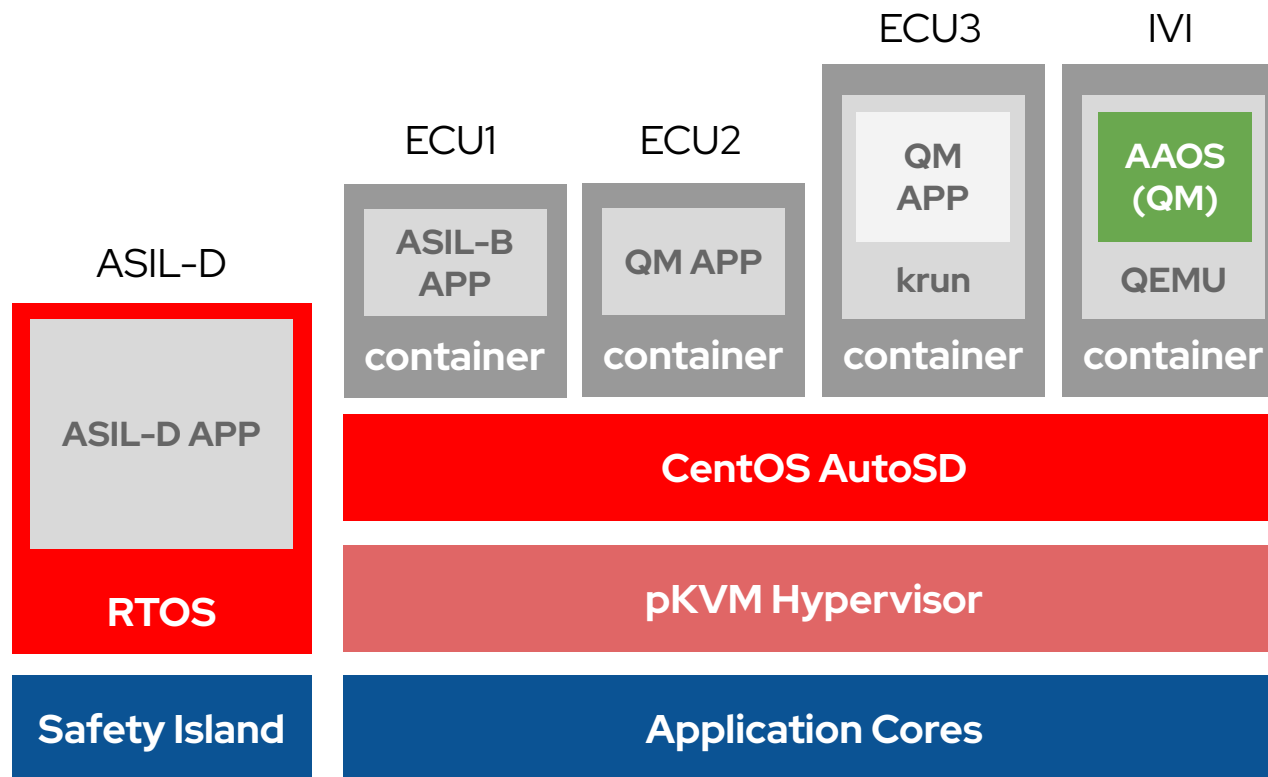 ECU3
IVI
ECU1
ECU2
QM
APP
AAOS
(QM)
ASIL-D
ASIL-B
APP
QM APP
krun
QEMU
container
container
container
container
ASIL-D APP
CentOS AutoSD
RTOS
pKVM Hypervisor
Safety Island
Application Cores